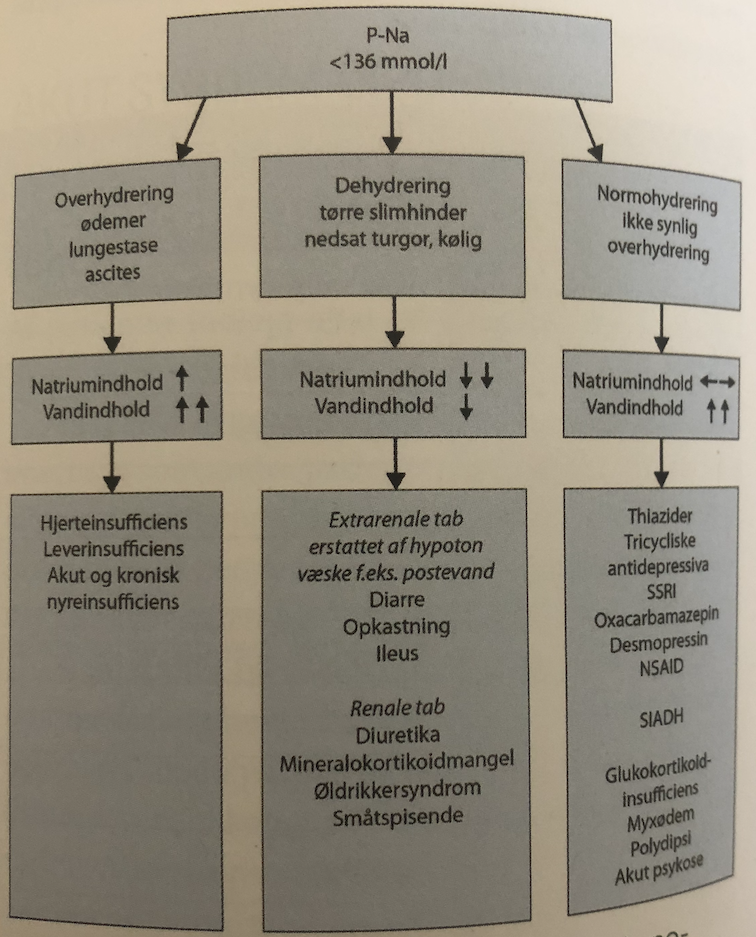 P-Na
<136 mmol/l
Overhydrering
ødemer
lungestase
ascites
Dehydrering
tørre slimhinder
nedsat turgor, kølig
Normohydrering
ikke synlig
overhydrering
Natriumindhold ↑
Vandindhold ↑↑
Natriumindhold ↓↓
Vandindhold ↓
Natriumindhold ←→
Vandindhold ↑↑
Hjerteinsufficiens
Leverinsufficiens
Akut og kronisk
nyreinsufficiens
Extrarenale tab
erstattet af hypoton
væske f.eks. postevand
Diarre
Opkastning
Ileus
Renale tab
Diuretika
Mineralokortikoidmangel
Øldrikkersyndrom
Småtspisende
Thiazider
Tricycliske
antidepressiva
SSRI
Oxacarbamazepin
Desmopressin
NSAID
SIADH
Glukokortikoid-
insufficiens
Myxødem
Polydipsi
Akut psykose